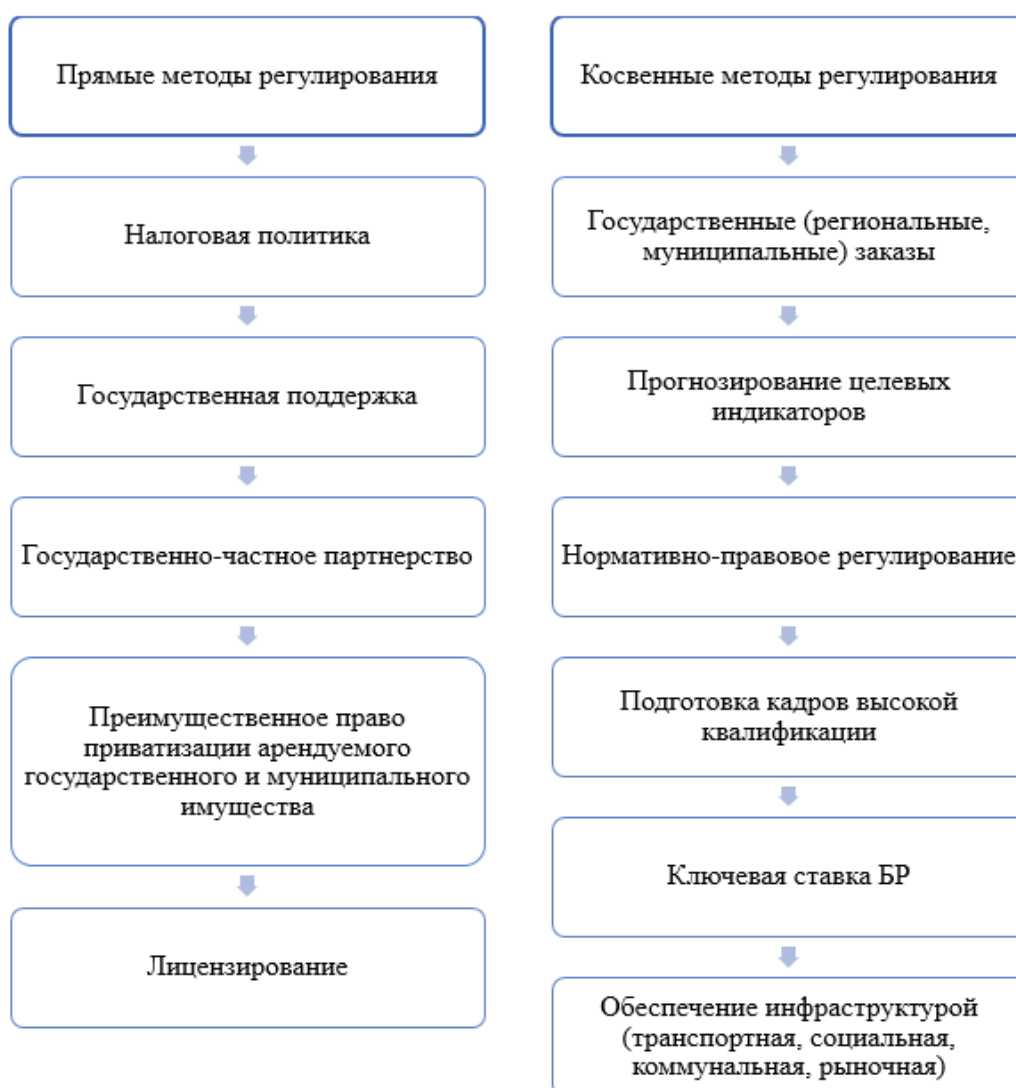 Прямые методы регулирования
Налоговая политика
Государственная поддержка
Государственно-частное партнерство
Преимущественное право
приватизации арендуемого
государственного и муниципального
имущества
Лицензирование
Косвенные методы регулирования
Государственные (региональные,
муниципальные) заказы
Прогнозирование целевых
индикаторов
Нормативно-правовое регулирование
Подготовка кадров высокой
квалификации
Ключевая ставка БР
Обеспечение инфраструктурой
(транспортная, социальная,
коммунальная, рыночная)